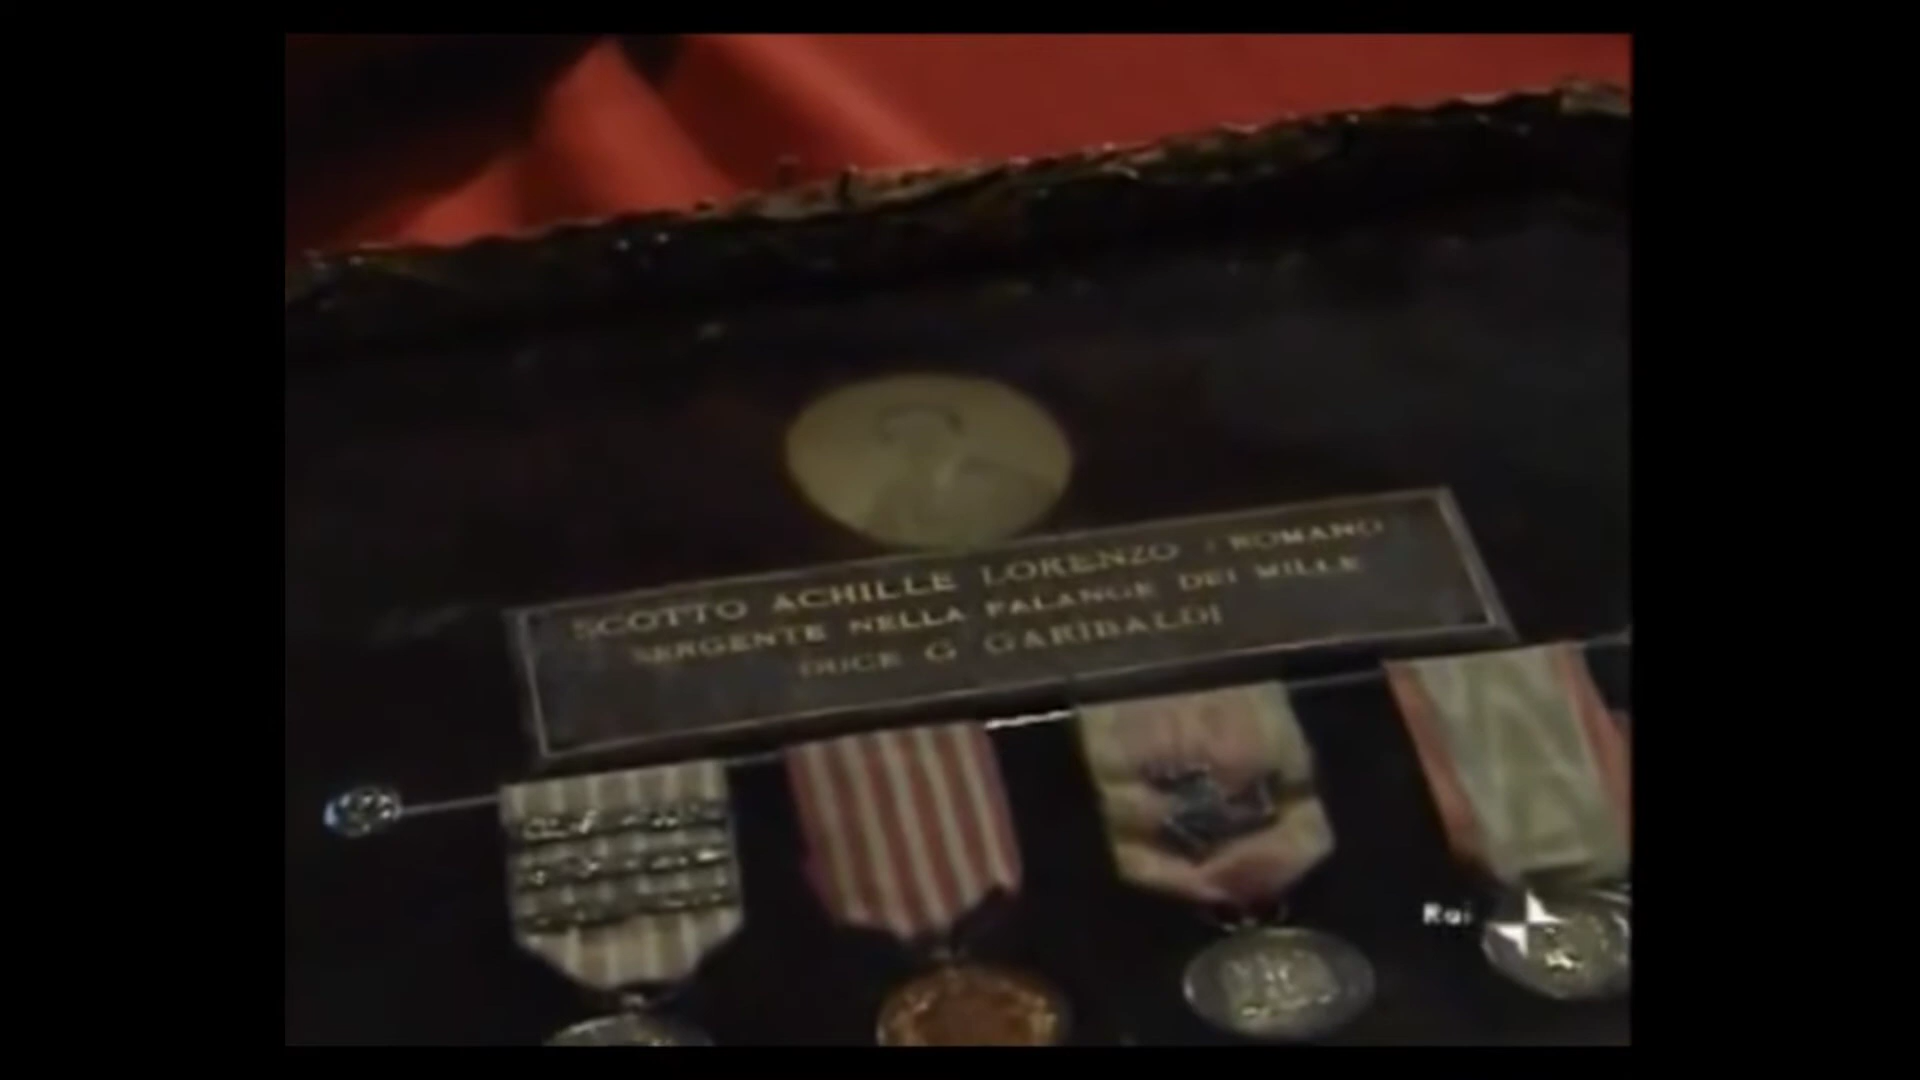 SCOTTO ACHILLE LORENZO ROMANO
SERGENTE NELLA FALANGE DEI MILLE
DUCE G GARIBALDI
Rai